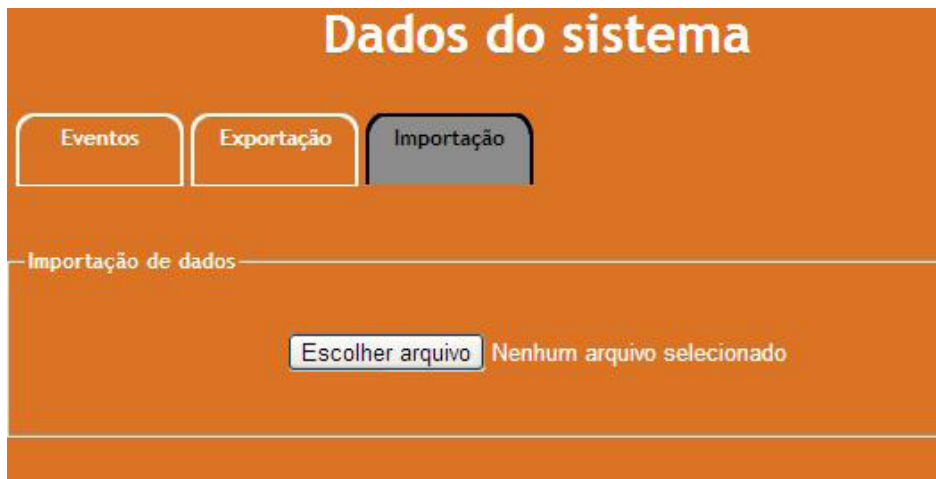 Dados do sistema
Eventos Exportação Importação
Importação de dados
Escolher arquivo Nenhum arquivo selecionado